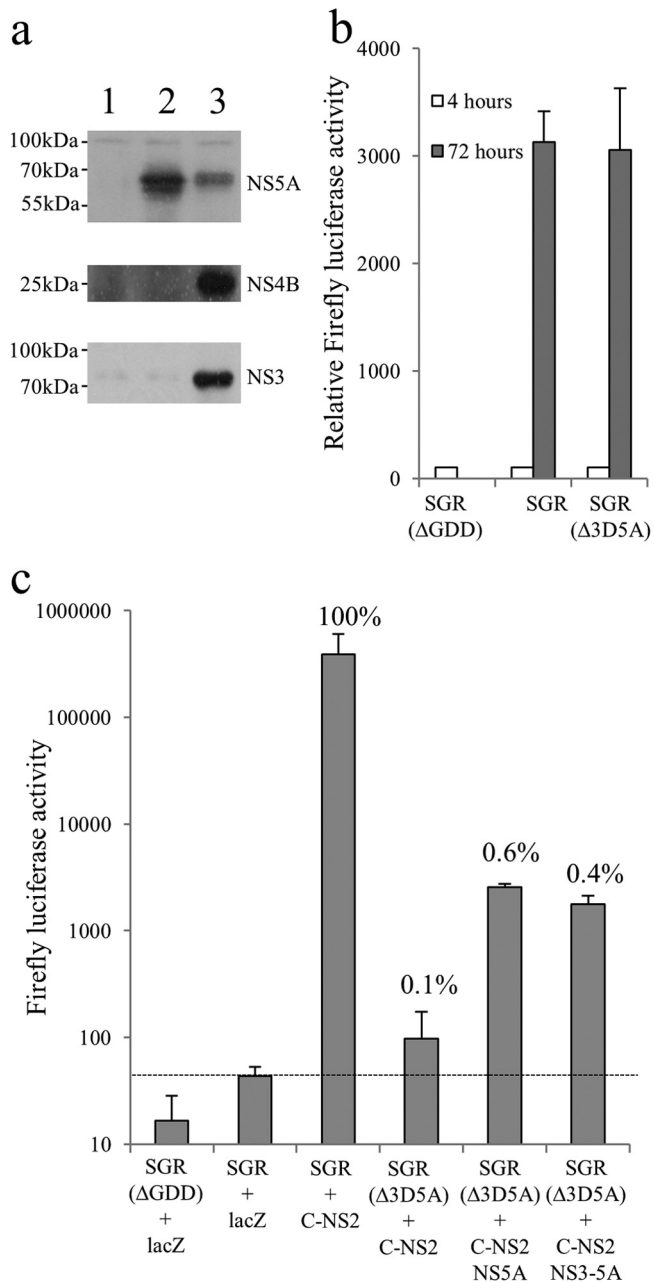 a
1 2 3
100kDa
70kDa
55kDa
NS5A
25kDa
NS4B
100kDa
70kDa
NS3
b
Relative Firefly luciferase activity
4000
3000
2000
1000
0
4 hours
72 hours
SGR
(ΔGDD)
SGR
SGR
(Δ3D5A)
c
Firefly luciferase activity
1000000
100000
10000
1000
100
10
100%
0.1%
0.6%
0.4%
SGR
(ΔGDD)
+
lacZ
SGR
+
lacZ
SGR
+
C-NS2
SGR
(Δ3D5A)
+
C-NS2
SGR
(Δ3D5A)
+
C-NS2
NS5A
SGR
(Δ3D5A)
+
C-NS2
NS3-5A